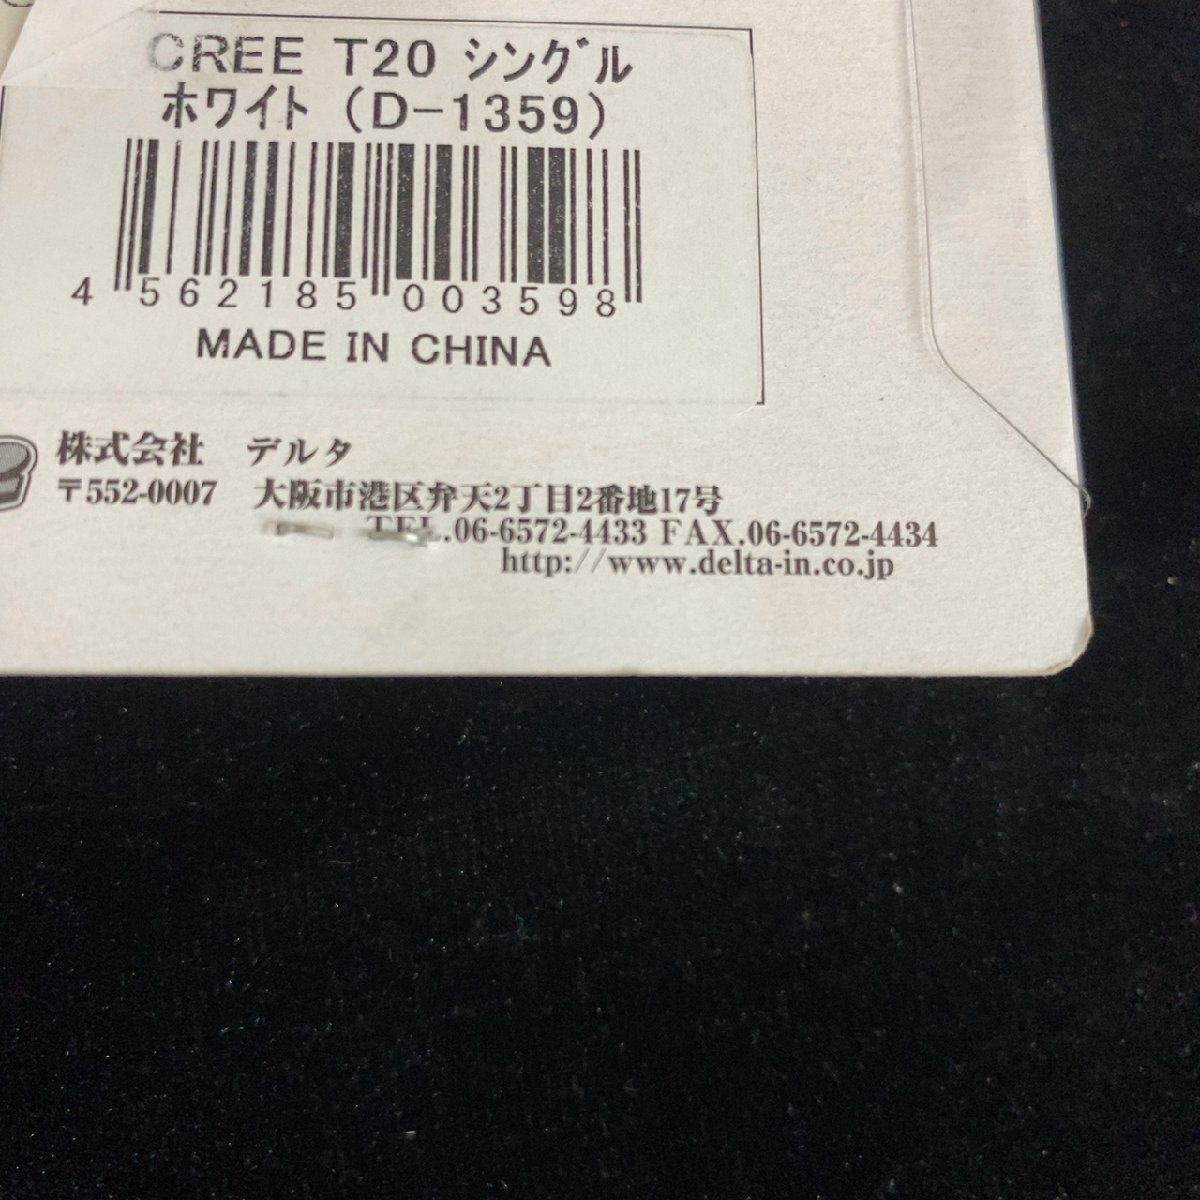 CREE T20 シングル
ホワイト (D-1359)
4 562185 003598
MADE IN CHINA
株式会社 デルタ
〒552-0007 大阪市港区弁天2丁目2番地17号
TEL.06-6572-4433 FAX.06-6572-4434
http://www.delta-in.co.jp